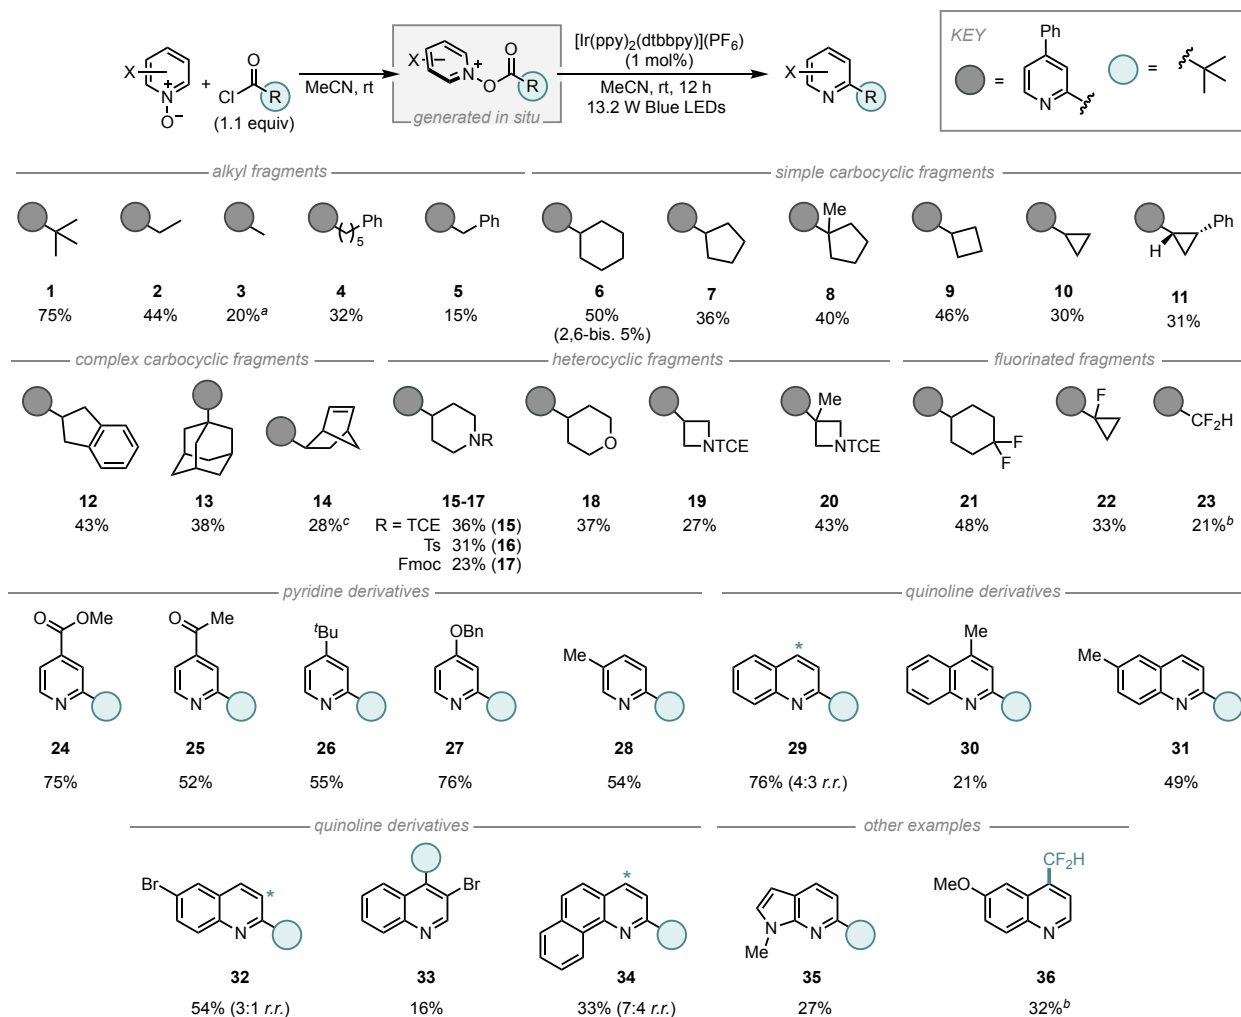 X
N
+
O⁻
+
O
Cl
R
(1.1 equiv)
MeCN, rt
X
N
+
O
O
R
generated in situ
[Ir(ppy)₂(dtbbpy)](PF₆)
(1 mol%)
MeCN, rt, 12 h
13.2 W Blue LEDs
X
N
R
KEY
=
Ph
N
=
alkyl fragments
simple carbocyclic fragments
Ph
5
Ph
Me
H
Ph
1 2 3 4 5 6 7 8 9 10 11
75% 44% 20%ᵃ 32% 15% 50% 36% 40% 46% 30% 31%
(2,6-bis. 5%)
complex carbocyclic fragments
heterocyclic fragments
fluorinated fragments
NR
O
NTCE
Me
NTCE
F
F
F
CF₂H
12 13 14 15-17 18 19 20 21 22 23
43% 38% 28%ᶜ R = TCE 36% (15) 37% 27% 43% 48% 33% 21%ᵇ
Ts 31% (16)
Fmoc 23% (17)
pyridine derivatives
quinoline derivatives
O OMe
N
O Me
N
ᵗBu
N
OBn
N
Me
N
*
N
Me
N
Me
N
24 25 26 27 28 29 30 31
75% 52% 55% 76% 54% 76% (4:3 r.r.) 21% 49%
quinoline derivatives
other examples
Br
*
N
Br
N
*
N
N
Me
N
CF₂H
MeO
N
32 33 34 35 36
54% (3:1 r.r.) 16% 33% (7:4 r.r.) 27% 32%ᵇ